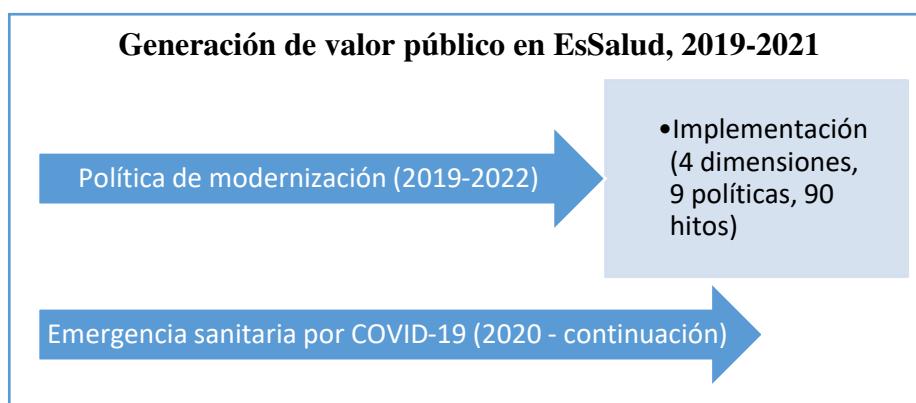 Generación de valor público en EsSalud, 2019-2021
Política de modernización (2019-2022)
•Implementación
(4 dimensiones,
9 políticas, 90
hitos)
Emergencia sanitaria por COVID-19 (2020 - continuación)